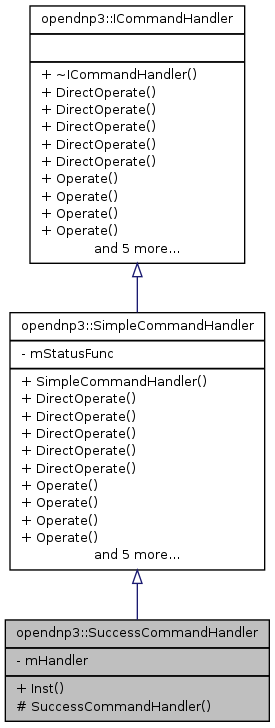 opendnp3::ICommandHandler
+ ~ICommandHandler()
+ DirectOperate()
+ DirectOperate()
+ DirectOperate()
+ DirectOperate()
+ DirectOperate()
+ Operate()
+ Operate()
+ Operate()
+ Operate()
and 5 more...
opendnp3::SimpleCommandHandler
- mStatusFunc
+ SimpleCommandHandler()
+ DirectOperate()
+ DirectOperate()
+ DirectOperate()
+ DirectOperate()
+ DirectOperate()
+ Operate()
+ Operate()
+ Operate()
+ Operate()
and 5 more...
opendnp3::SuccessCommandHandler
- mHandler
+ Inst()
# SuccessCommandHandler()